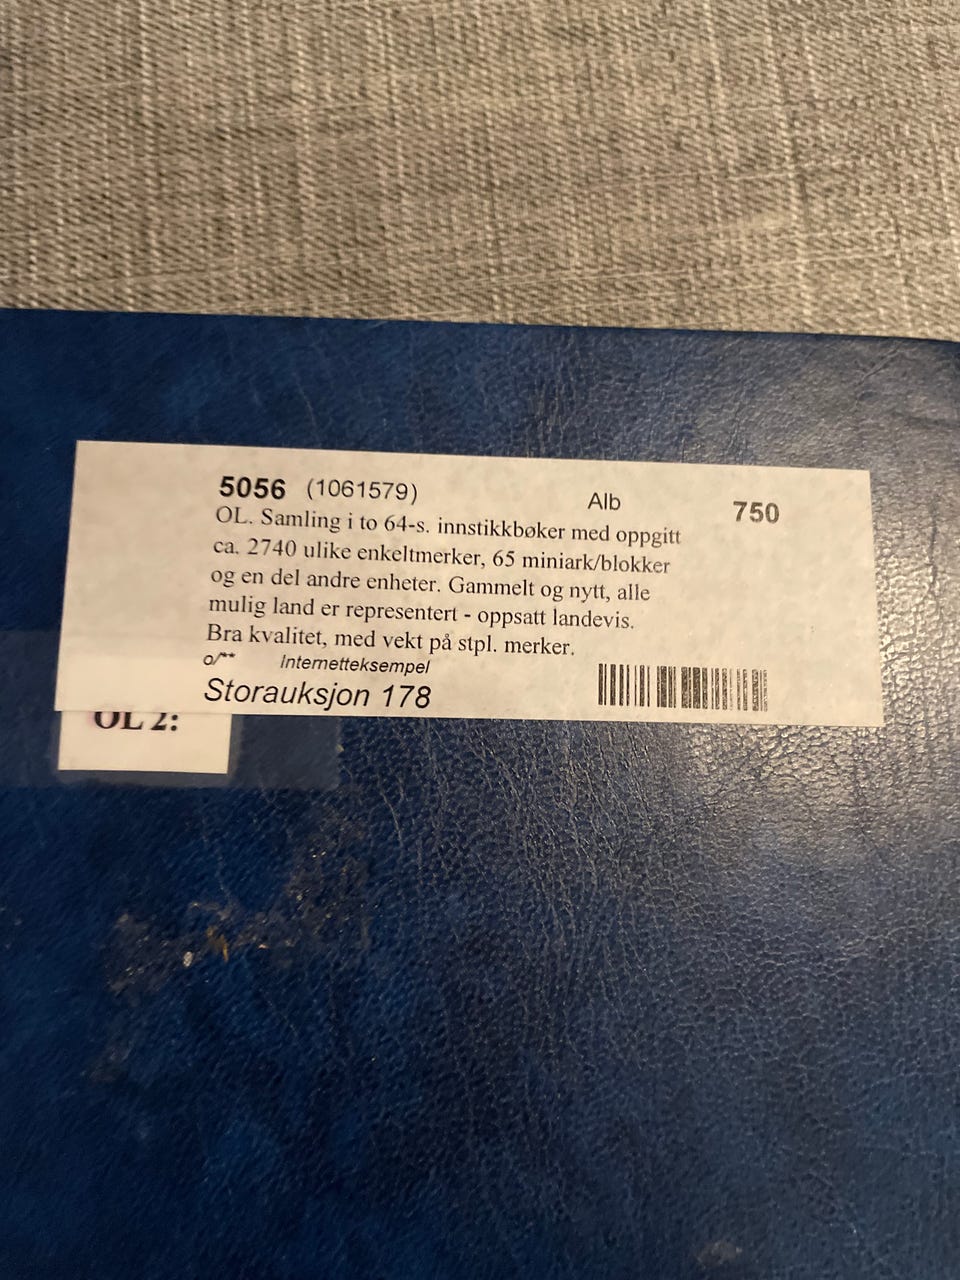 5056 (1061579) Alb 750
OL. Samling i to 64-s. innstikkbøker med oppgitt
ca. 2740 ulike enkeltmerker, 65 miniark/blokker
og en del andre enheter. Gammelt og nytt, alle
mulig land er representert - oppsatt landevis.
Bra kvalitet, med vekt på stpl. merker.
o/** Internetteksempel
Storauksjon 178
OL 2: